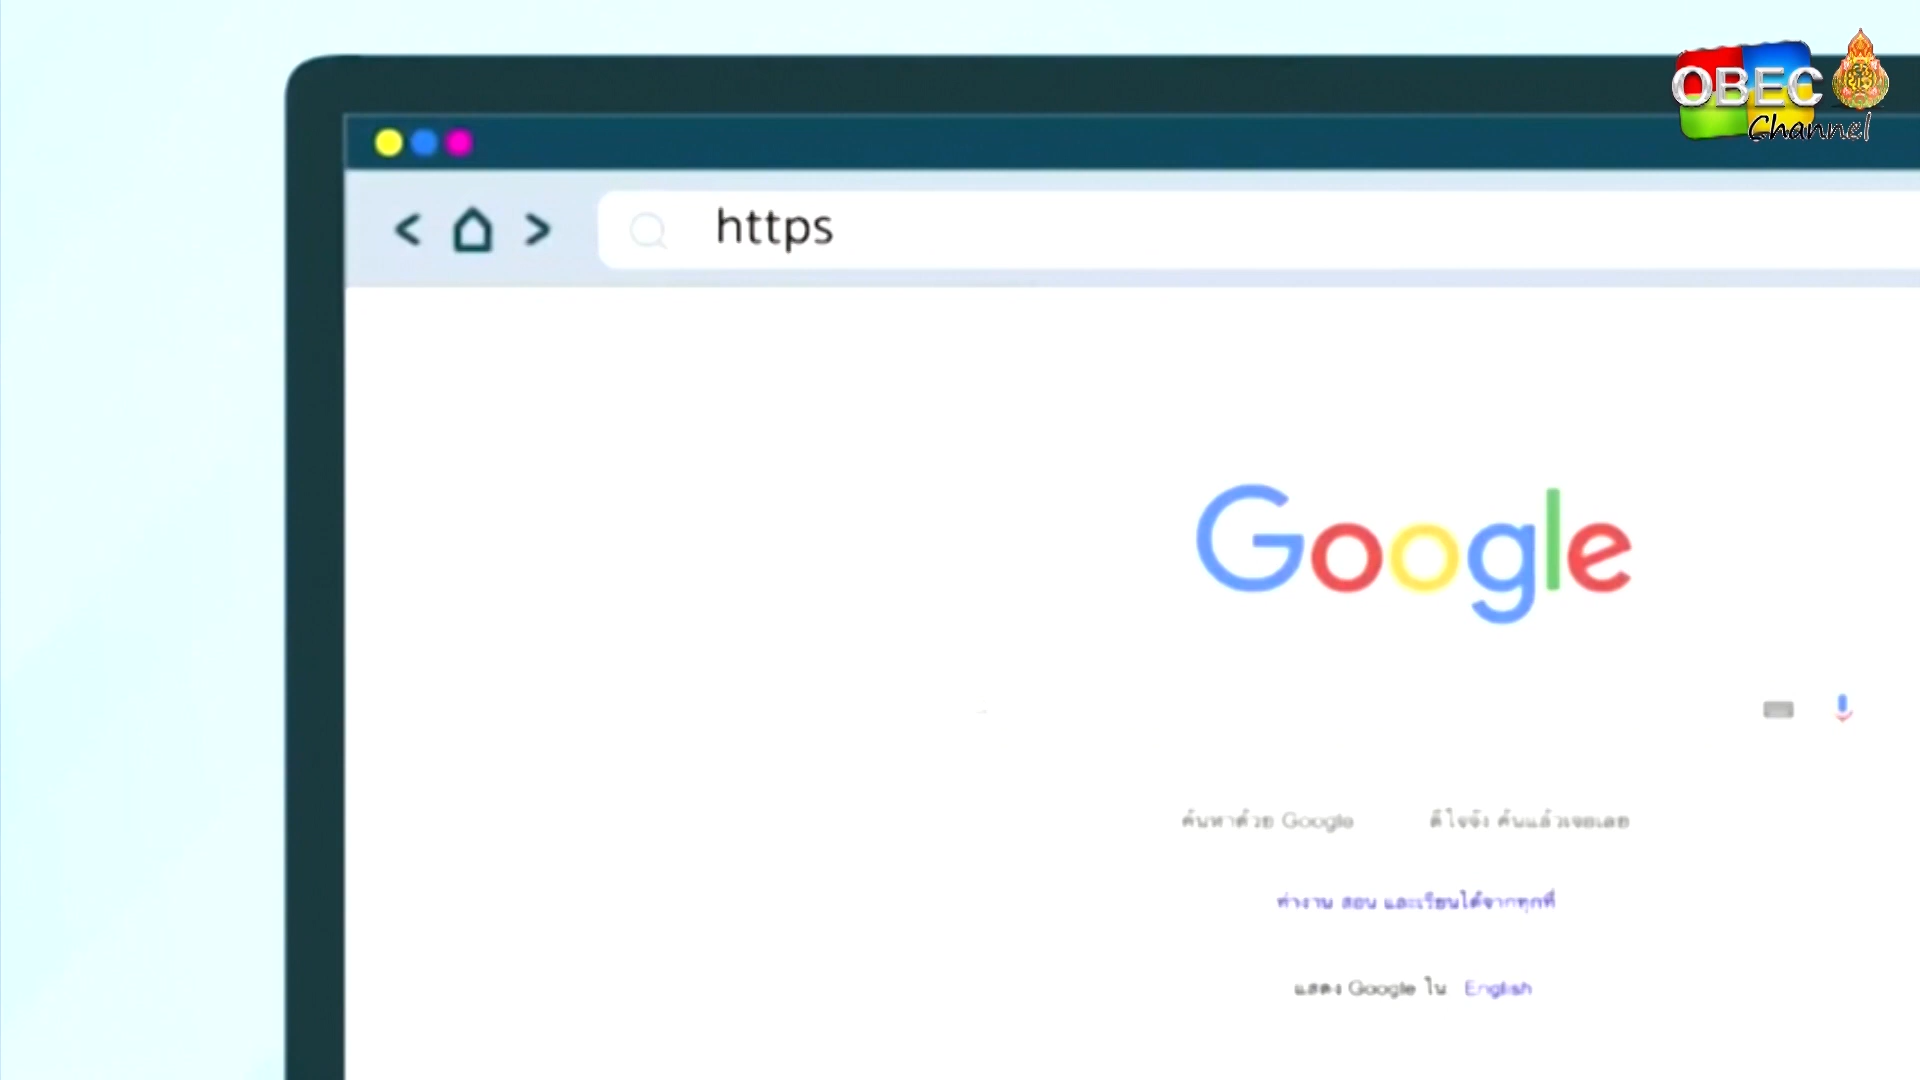 OBEC
Channel
https
Google
ค้นหาด้วย Google
ดีใจจัง ค้นแล้วเจอเลย
ทำงาน สอน และเรียนได้จากทุกที่
แสดง Google ใน English